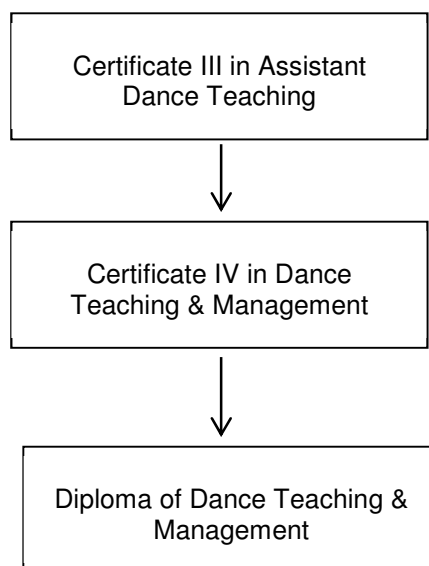 Certificate III in Assistant
Dance Teaching
Certificate IV in Dance
Teaching & Management
Diploma of Dance Teaching &
Management